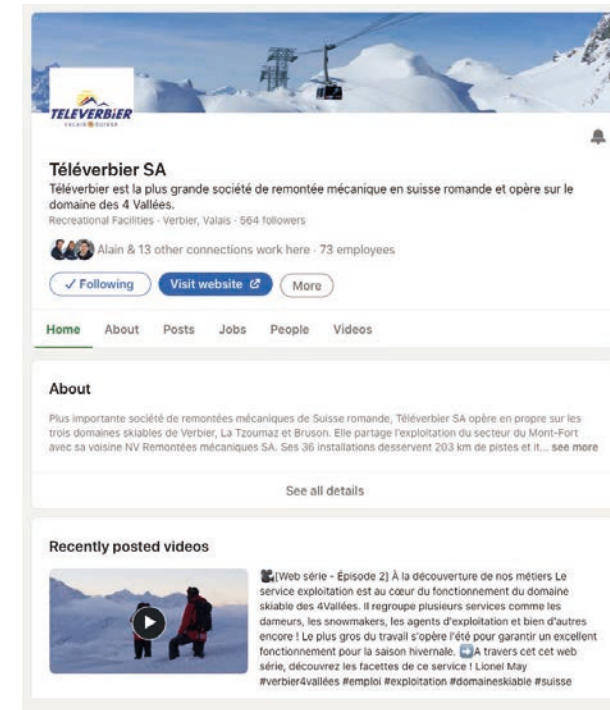 TELEVERBIER
VALAIS SUISSE
Téléverbier SA
Téléverbier est la plus grande société de remontée mécanique en suisse romande et opère sur le
domaine des 4 Vallées.
Recreational Facilities · Verbier, Valais · 564 followers
Alain & 13 other connections work here · 73 employees
✓ Following Visit website More
Home About Posts Jobs People Videos
About
Plus importante société de remontées mécaniques de Suisse romande, Téléverbier SA opère en propre sur les
trois domaines skiables de Verbier, La Tzoumaz et Bruson. Elle partage l'exploitation du secteur du Mont-Fort
avec sa voisine NV Remontées mécaniques SA. Ses 36 installations desservent 203 km de pistes et it... see more
See all details
Recently posted videos
🎥[Web série - Épisode 2] À la découverture de nos métiers Le
service exploitation est au cœur du fonctionnement du domaine
skiable des 4Vallées. Il regroupe plusieurs services comme les
dameurs, les snowmakers, les agents d'exploitation et bien d'autres
encore ! Le plus gros du travail s'opère l'été pour garantir un excellent
fonctionnement pour la saison hivernale. ➡️A travers cet cet web
série, découvrez les facettes de ce service ! Lionel May
#verbier4vallées #emploi #exploitation #domaineskiable #suisse